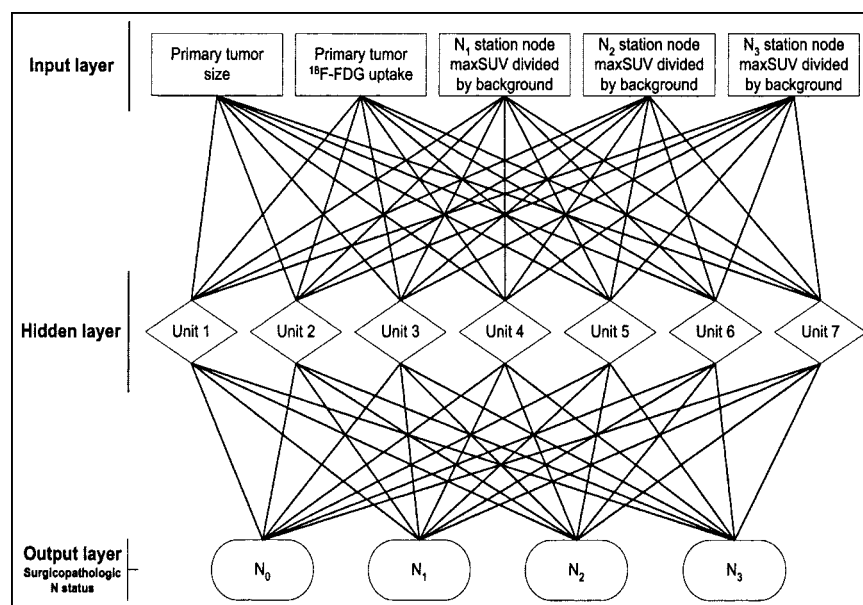 Input layer
Primary tumor
size
Primary tumor
¹⁸F-FDG uptake
N₁ station node
maxSUV divided
by background
N₂ station node
maxSUV divided
by background
N₃ station node
maxSUV divided
by background
Hidden layer
Unit 1
Unit 2
Unit 3
Unit 4
Unit 5
Unit 6
Unit 7
Output layer
Surgicopathologic
N status
N₀
N₁
N₂
N₃